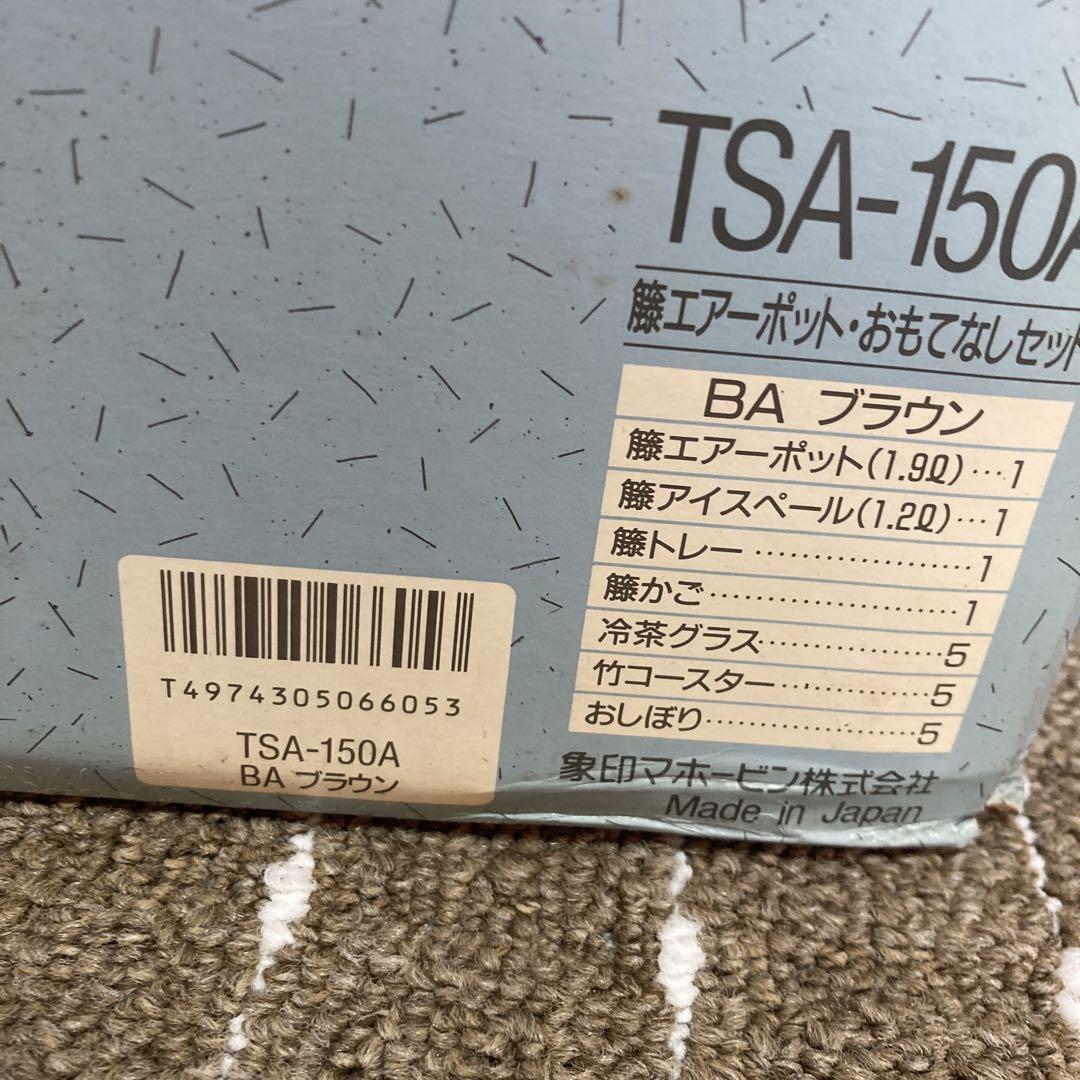 TSA-150A
籐エアーポット・おもてなしセット
BA ブラウン
籐エアーポット(1.9ℓ)…1
籐アイスペール(1.2ℓ)…1
籐トレー……………1
籐かご………………1
冷茶グラス…………5
竹コースター………5
おしぼり……………5
象印マホービン株式会社
Made in Japan
T4974305066053
TSA-150A
BA ブラウン